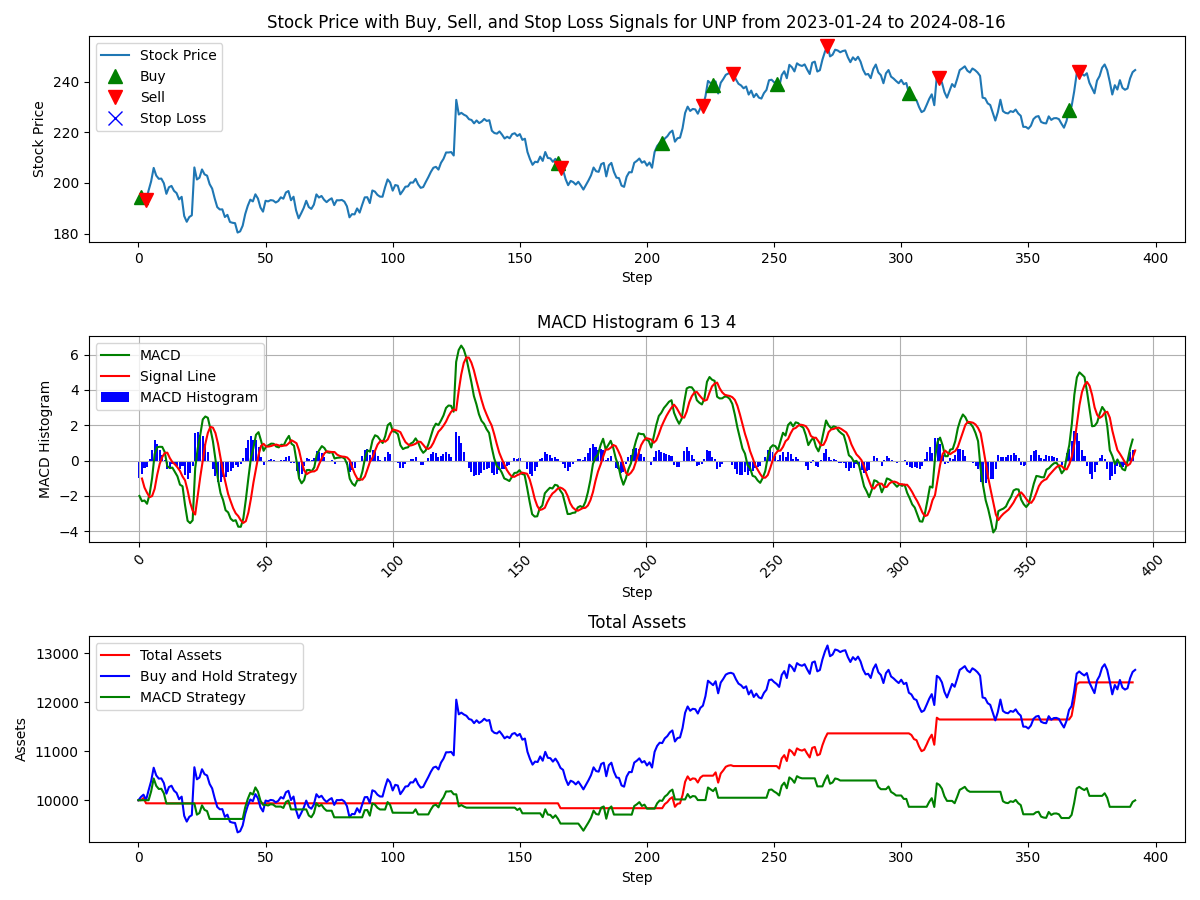 Stock Price with Buy, Sell, and Stop Loss Signals for UNP from 2023-01-24 to 2024-08-16
Stock Price
Buy
Sell
Stop Loss
Stock Price
240
220
200
180
0 50 100 150 200 250 300 350 400
Step
MACD Histogram 6 13 4
MACD
Signal Line
MACD Histogram
MACD Histogram
6
4
2
0
−2
−4
0 50 100 150 200 250 300 350 400
Step
Total Assets
Total Assets
Buy and Hold Strategy
MACD Strategy
Assets
13000
12000
11000
10000
0 50 100 150 200 250 300 350 400
Step